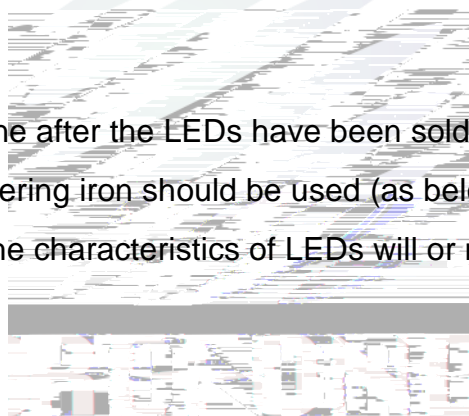 ne after the LEDs have been sold
ering iron should be used (as bel
ne characteristics of LEDs will or